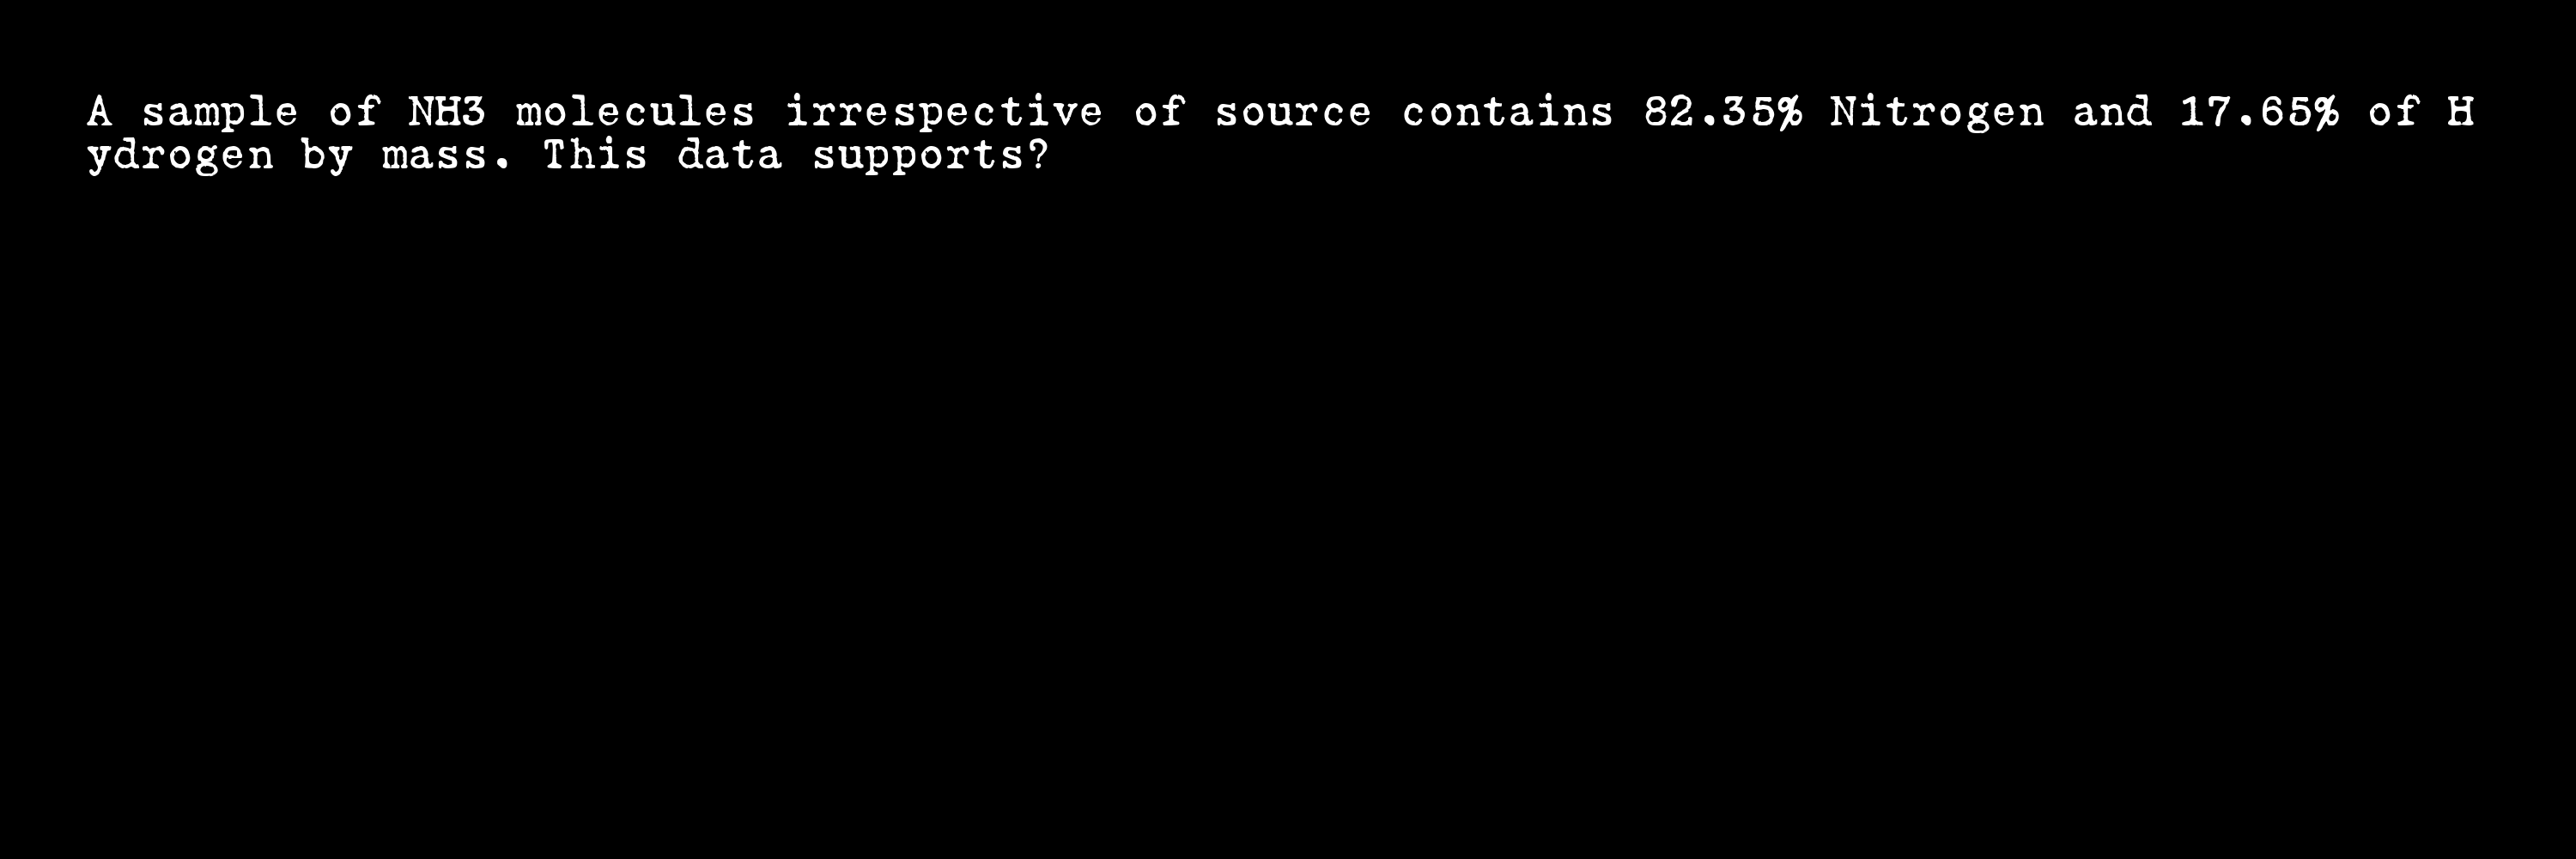 A sample of NH3 molecules irrespective of source contains 82.35% Nitrogen and 17.65% of H
ydrogen by mass. This data supports?